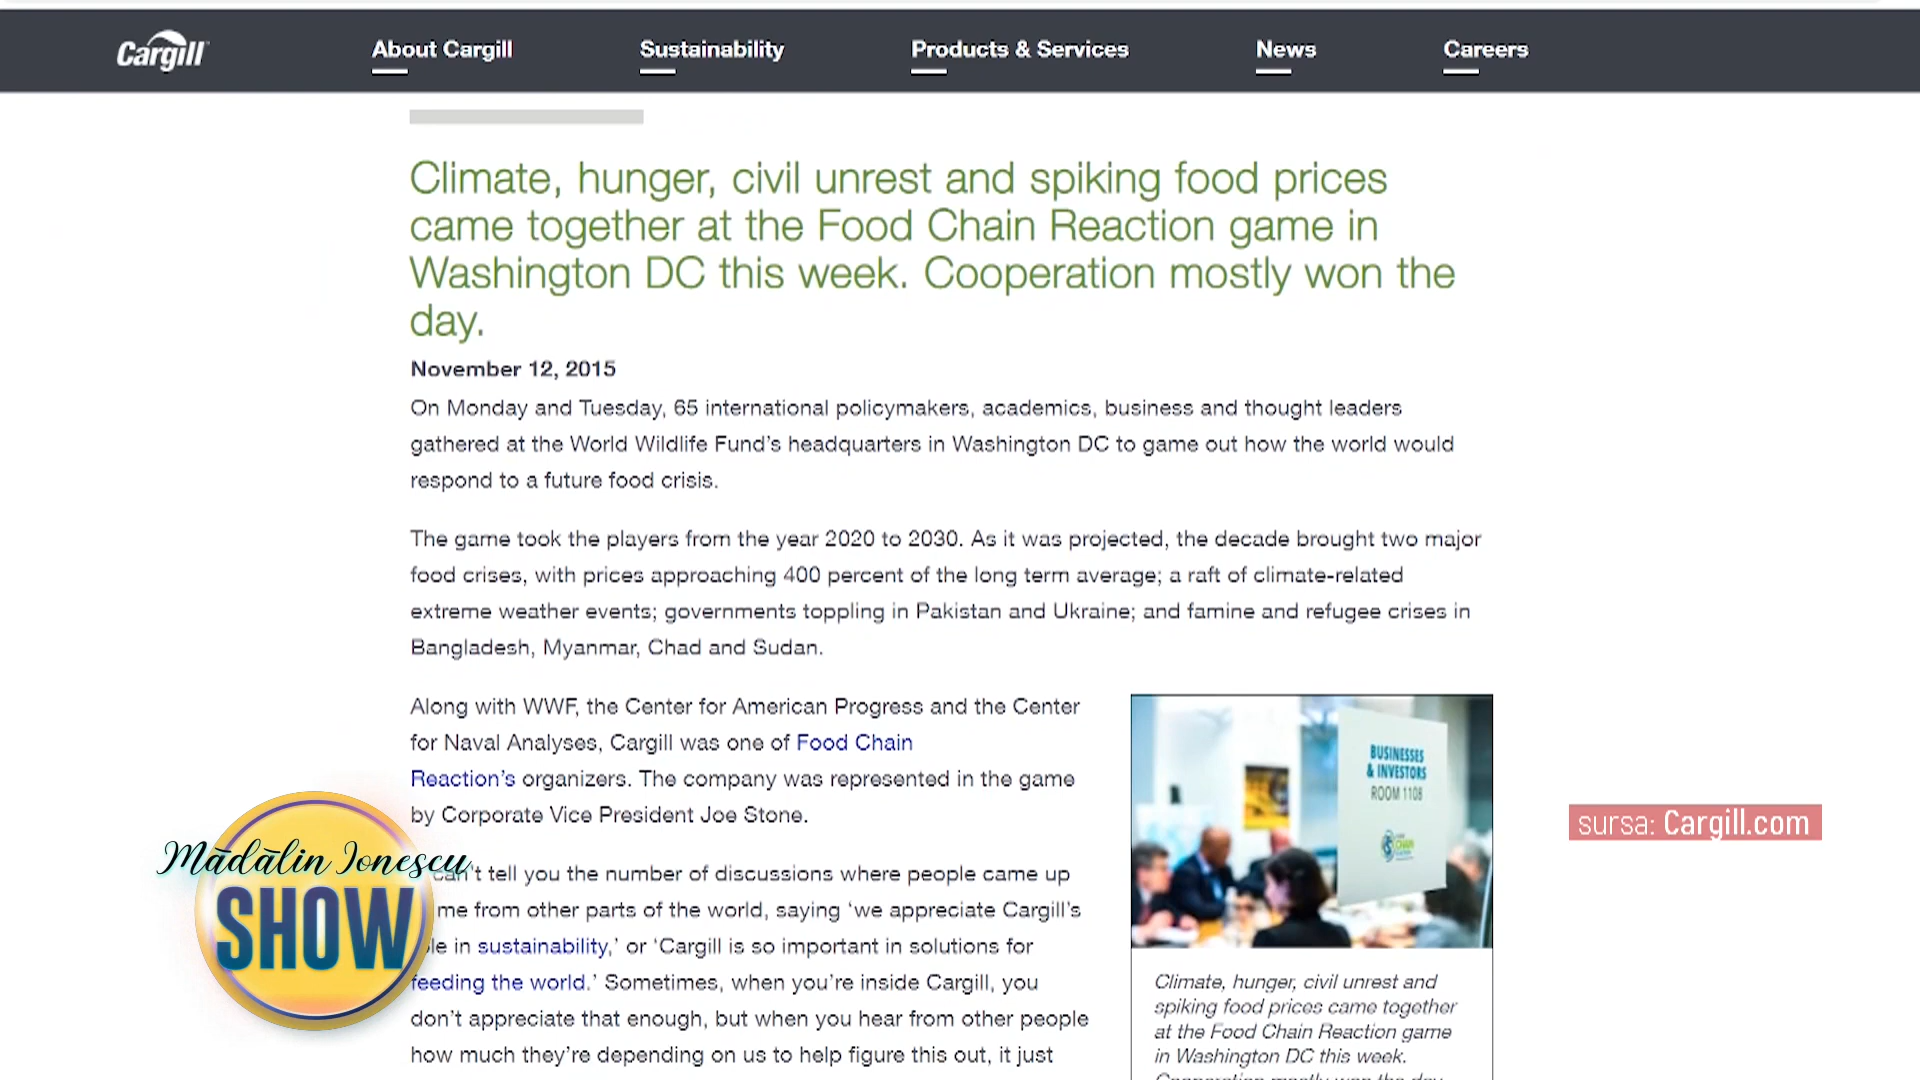 Cargill
About Cargill
Sustainability
Products & Services
News
Careers
Climate, hunger, civil unrest and spiking food prices
came together at the Food Chain Reaction game in
Washington DC this week. Cooperation mostly won the
day.
November 12, 2015
On Monday and Tuesday, 65 international policymakers, academics, business and thought leaders
gathered at the World Wildlife Fund’s headquarters in Washington DC to game out how the world would
respond to a future food crisis.
The game took the players from the year 2020 to 2030. As it was projected, the decade brought two major
food crises, with prices approaching 400 percent of the long term average; a raft of climate-related
extreme weather events; governments toppling in Pakistan and Ukraine; and famine and refugee crises in
Bangladesh, Myanmar, Chad and Sudan.
Along with WWF, the Center for American Progress and the Center
for Naval Analyses, Cargill was one of Food Chain
Reaction’s organizers. The company was represented in the game
by Corporate Vice President Joe Stone.
can’t tell you the number of discussions where people came up
me from other parts of the world, saying ‘we appreciate Cargill’s
le in sustainability,’ or ‘Cargill is so important in solutions for
feeding the world.’ Sometimes, when you’re inside Cargill, you
don’t appreciate that enough, but when you hear from other people
how much they’re depending on us to help figure this out, it just
BUSINESSES
& INVESTORS
ROOM 1108
CHAIN
Climate, hunger, civil unrest and
spiking food prices came together
at the Food Chain Reaction game
in Washington DC this week.
Cooperation mostly won the day.
sursa: Cargill.com
Mădălin Ionescu
SHOW